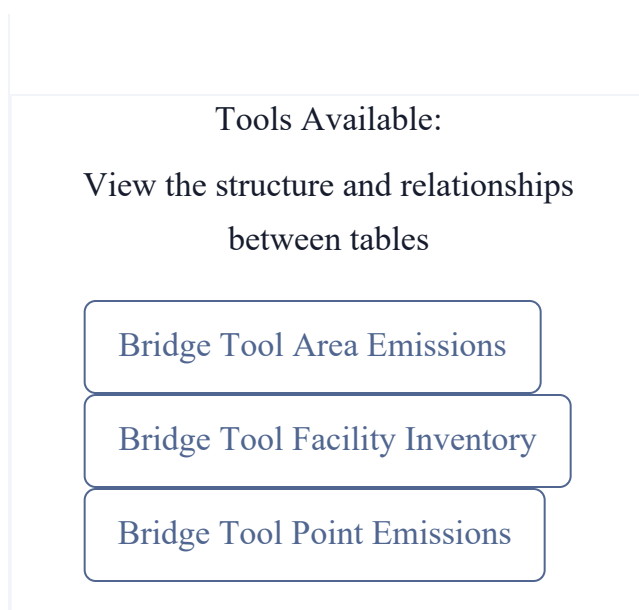 Tools Available:
View the structure and relationships
between tables
Bridge Tool Area Emissions
Bridge Tool Facility Inventory
Bridge Tool Point Emissions